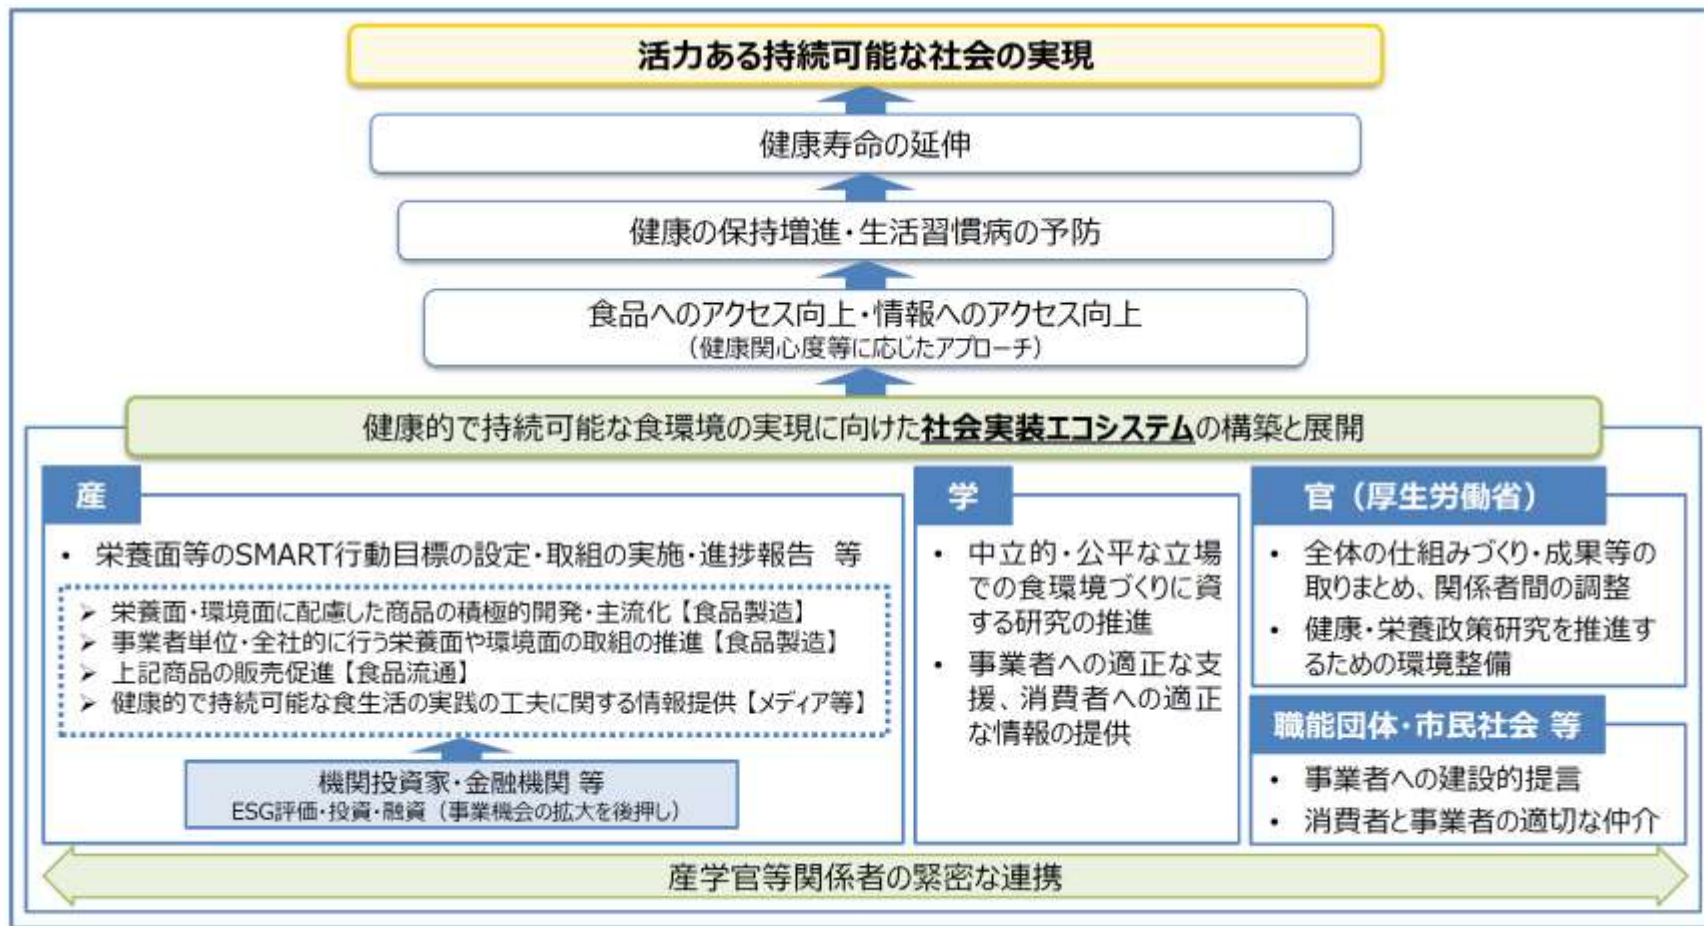 活力ある持続可能な社会の実現
健康寿命の延伸
健康の保持増進・生活習慣病の予防
食品へのアクセス向上・情報へのアクセス向上
（健康関心度等に応じたアプローチ）
健康的で持続可能な食環境の実現に向けた社会実装エコシステムの構築と展開
産
• 栄養面等のSMART行動目標の設定・取組の実施・進捗報告 等
➢ 栄養面・環境面に配慮した商品の積極的開発・主流化【食品製造】
➢ 事業者単位・全社的に行う栄養面や環境面の取組の推進【食品製造】
➢ 上記商品の販売促進【食品流通】
➢ 健康的で持続可能な食生活の実践の工夫に関する情報提供【メディア等】
機関投資家・金融機関 等
ESG評価・投資・融資（事業機会の拡大を後押し）
学
• 中立的・公平な立場
での食環境づくりに資
する研究の推進
• 事業者への適正な支
援、消費者への適正
な情報の提供
官（厚生労働省）
• 全体の仕組みづくり・成果等の
取りまとめ、関係者間の調整
• 健康・栄養政策研究を推進す
るための環境整備
職能団体・市民社会 等
• 事業者への建設的提言
• 消費者と事業者の適切な仲介
産学官等関係者の緊密な連携